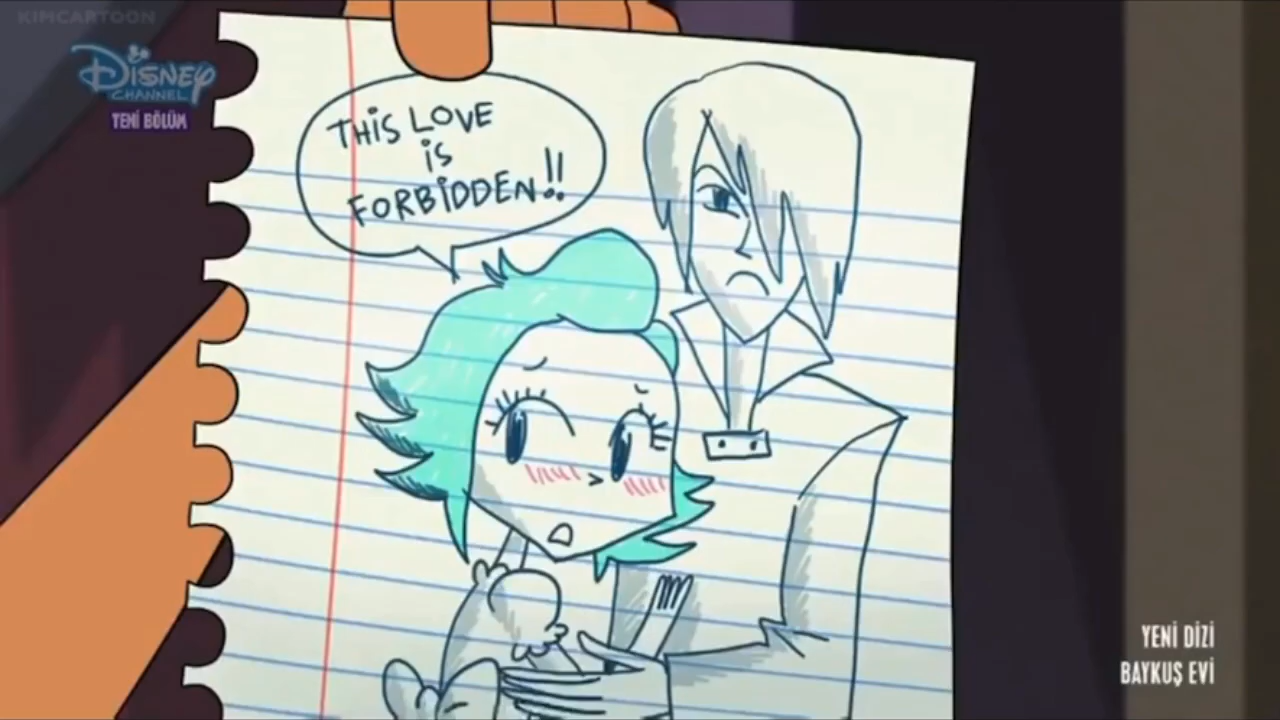 KIMCARTOON
DISNEY
CHANNEL
YENİ BÖLÜM
THiS LOVE
iS
FORBiDDEN!!
YENİ DİZİ
BAYKUŞ EVİ